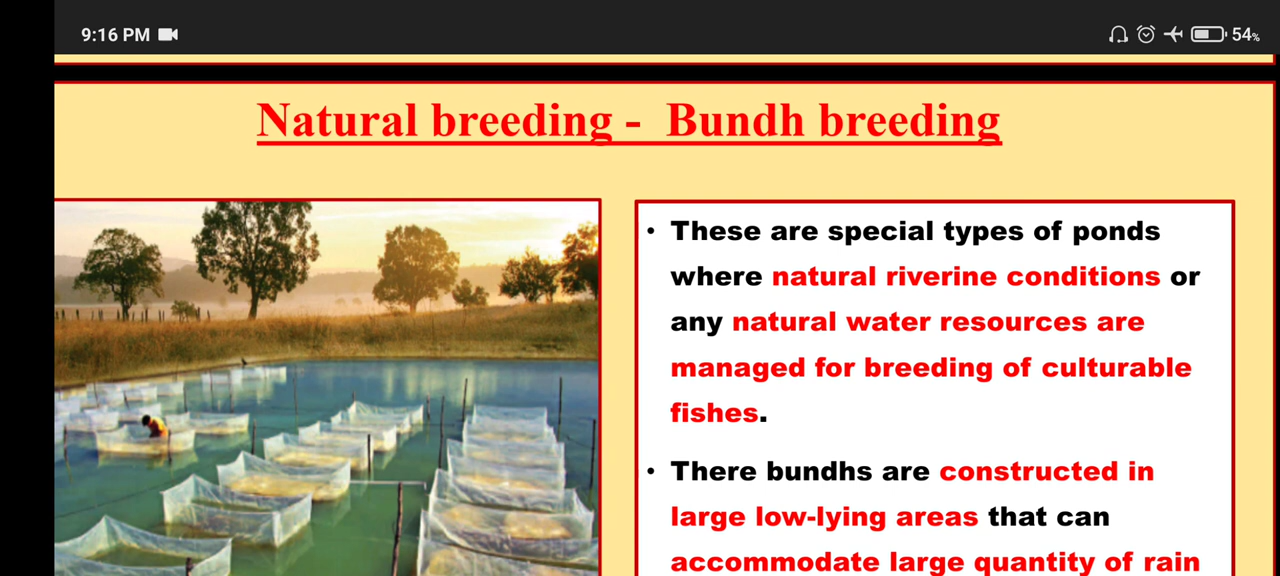 9:16 PM
54%
Natural breeding - Bundh breeding
• These are special types of ponds
where natural riverine conditions or
any natural water resources are
managed for breeding of culturable
fishes.
• There bundhs are constructed in
large low-lying areas that can
accommodate large quantity of rain